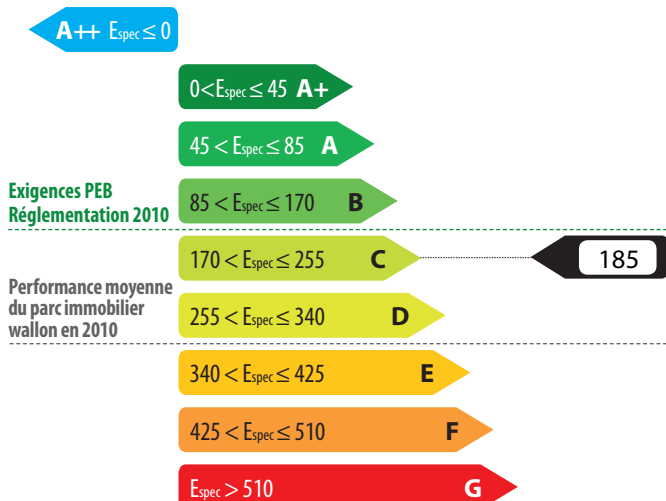 A++ Espec ≤ 0
0 < Espec ≤ 45 A+
45 < Espec ≤ 85 A
Exigences PEB
Réglementation 2010
85 < Espec ≤ 170 B
170 < Espec ≤ 255 C
185
Performance moyenne
du parc immobilier
wallon en 2010
255 < Espec ≤ 340 D
340 < Espec ≤ 425 E
425 < Espec ≤ 510 F
Espec > 510 G